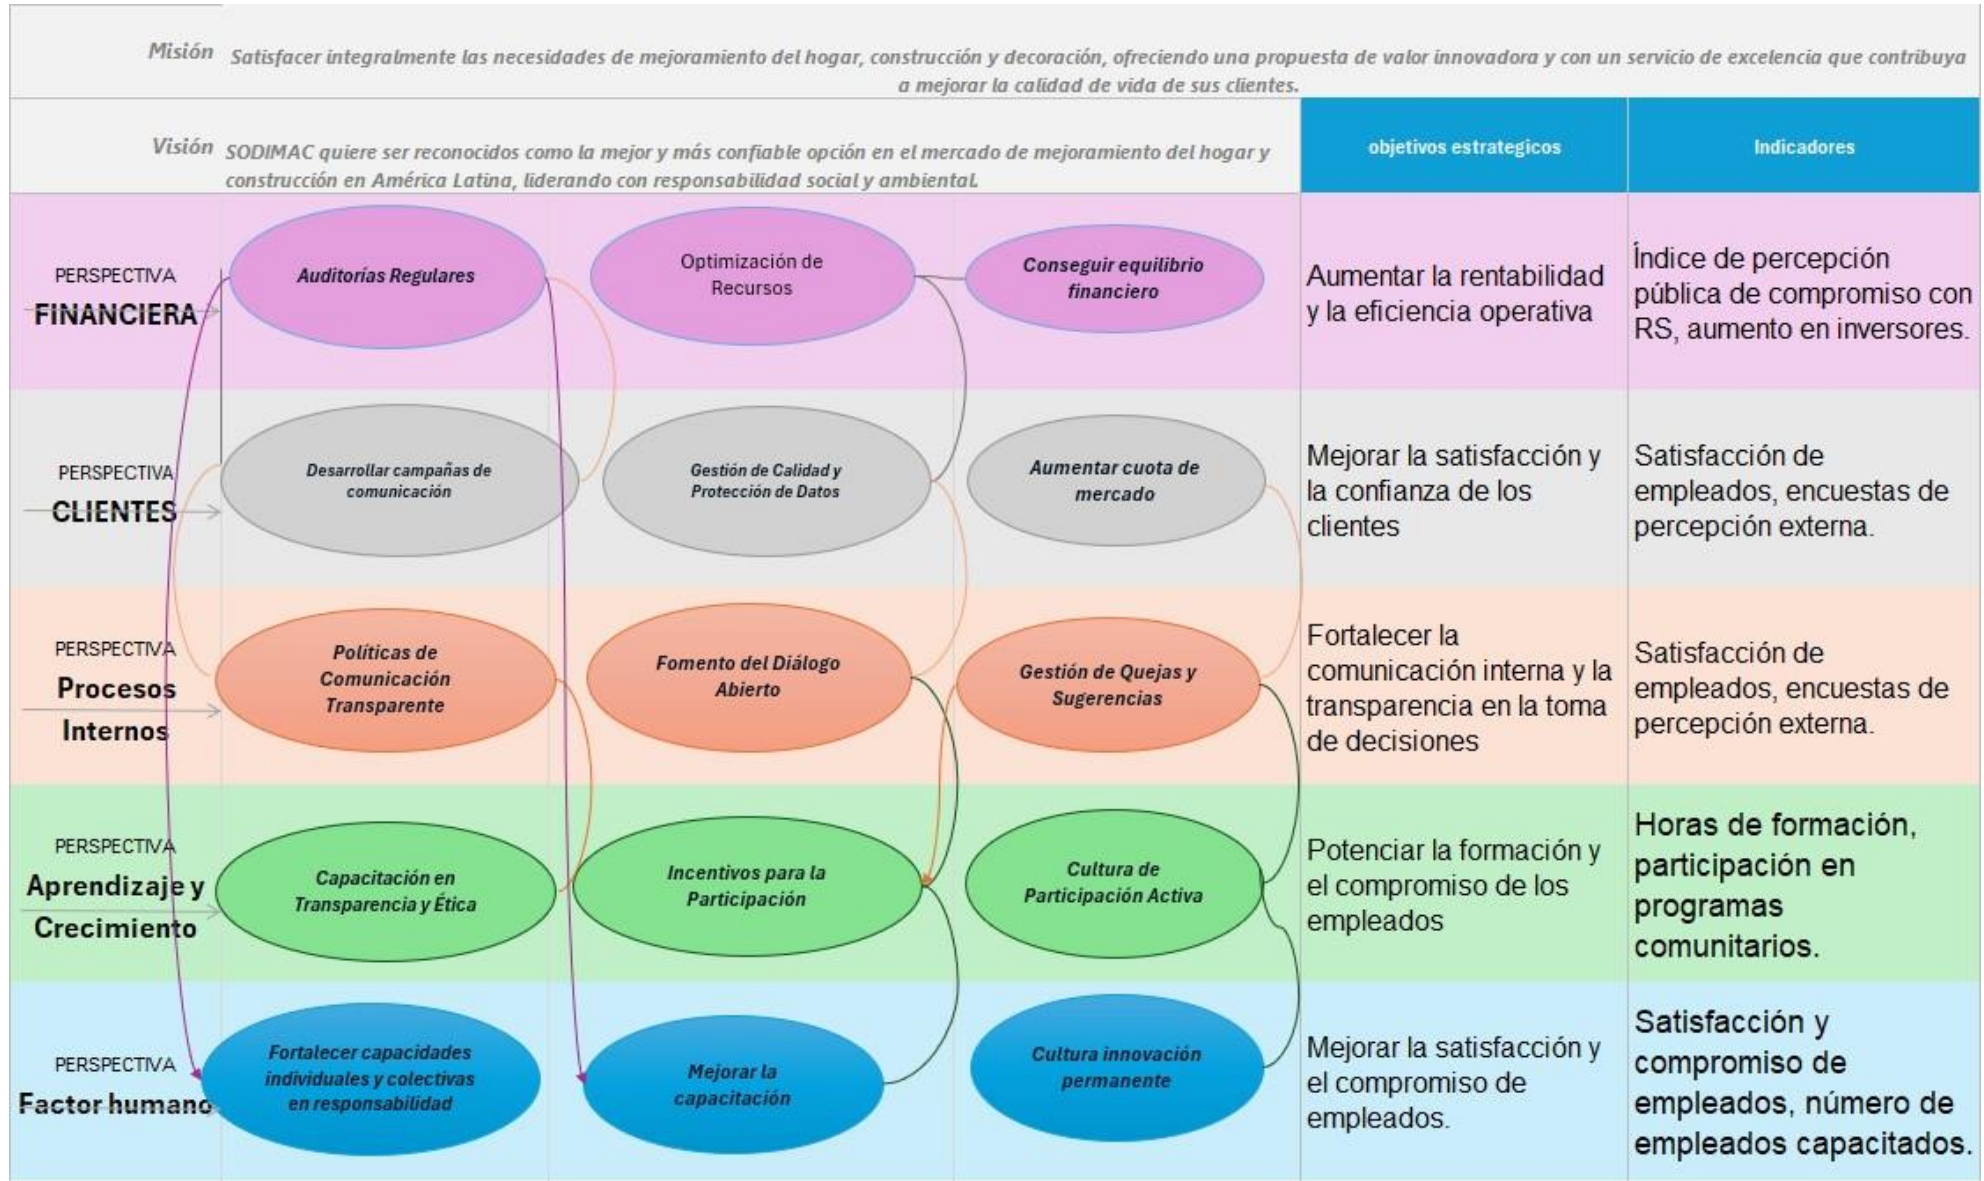 Misión
Satisfacer integralmente las necesidades de mejoramiento del hogar, construcción y decoración, ofreciendo una propuesta de valor innovadora y con un servicio de excelencia que contribuya
a mejorar la calidad de vida de sus clientes.
Visión
SODIMAC quiere ser reconocidos como la mejor y más confiable opción en el mercado de mejoramiento del hogar y
construcción en América Latina, liderando con responsabilidad social y ambiental.
objetivos estrategicos
Indicadores
PERSPECTIVA
FINANCIERA
Auditorías Regulares
Optimización de
Recursos
Conseguir equilibrio
financiero
Aumentar la rentabilidad
y la eficiencia operativa
Índice de percepción
pública de compromiso con
RS, aumento en inversores.
PERSPECTIVA
CLIENTES
Desarrollar campañas de
comunicación
Gestión de Calidad y
Protección de Datos
Aumentar cuota de
mercado
Mejorar la satisfacción y
la confianza de los
clientes
Satisfacción de
empleados, encuestas de
percepción externa.
PERSPECTIVA
Procesos
Internos
Políticas de
Comunicación
Transparente
Fomento del Diálogo
Abierto
Gestión de Quejas y
Sugerencias
Fortalecer la
comunicación interna y la
transparencia en la toma
de decisiones
Satisfacción de
empleados, encuestas de
percepción externa.
PERSPECTIVA
Aprendizaje y
Crecimiento
Capacitación en
Transparencia y Ética
Incentivos para la
Participación
Cultura de
Participación Activa
Potenciar la formación y
el compromiso de los
empleados
Horas de formación,
participación en
programas
comunitarios.
PERSPECTIVA
Factor humano
Fortalecer capacidades
individuales y colectivas
en responsabilidad
Mejorar la
capacitación
Cultura innovación
permanente
Mejorar la satisfacción y
el compromiso de
empleados.
Satisfacción y
compromiso de
empleados, número de
empleados capacitados.